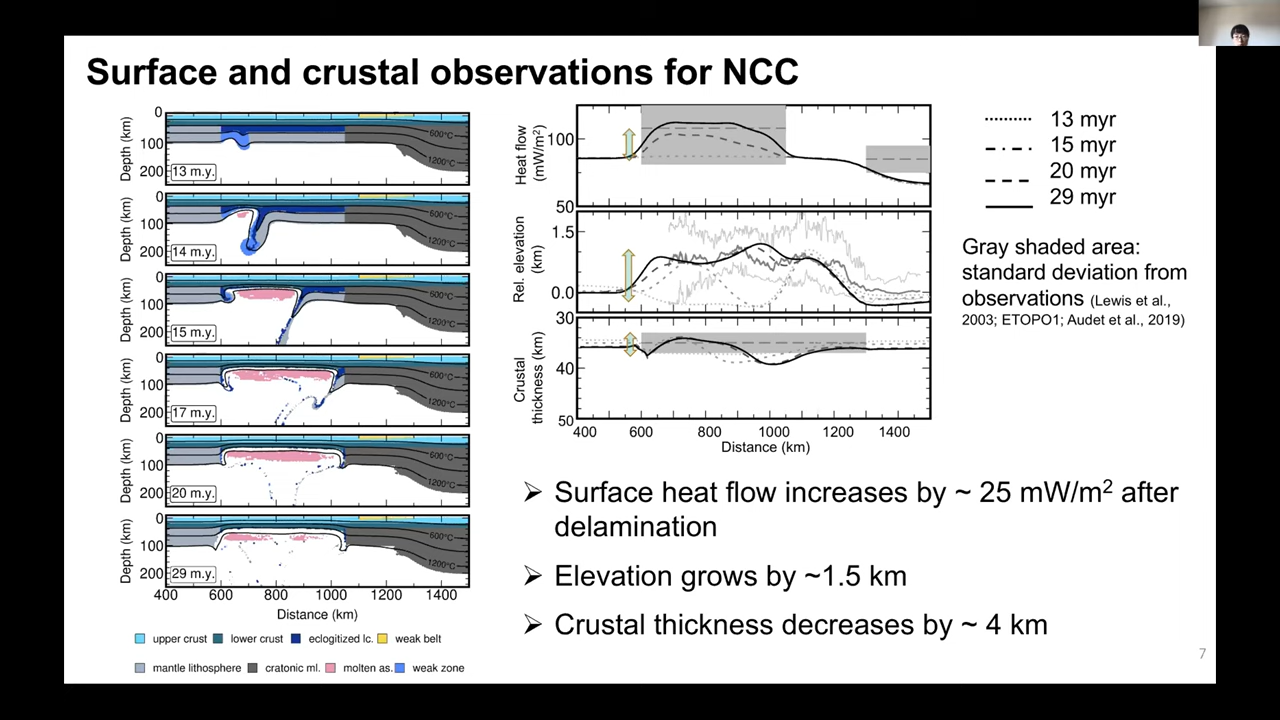 Surface and crustal observations for NCC
Depth (km)
0
100
200
600°C
1200°C
13 m.y.
Depth (km)
0
100
200
600°C
1200°C
14 m.y.
Depth (km)
0
100
200
600°C
1200°C
15 m.y.
Depth (km)
0
100
200
600°C
1200°C
17 m.y.
Depth (km)
0
100
200
600°C
1200°C
20 m.y.
Depth (km)
0
100
200
600°C
1200°C
29 m.y.
400 600 800 1000 1200 1400
Distance (km)
upper crust lower crust eclogitized lc. weak belt
mantle lithosphere cratonic ml. molten as. weak zone
Heat flow
(mW/m2)
100
50
Rel. elevation
(km)
5
1.5
0.0
Crustal
thickness (km)
30
40
50
400 600 800 1000 1200 1400
Distance (km)
13 myr
15 myr
20 myr
29 myr
Gray shaded area:
standard deviation from
observations (Lewis et al.,
2003; ETOPO1; Audet et al., 2019)
➢ Surface heat flow increases by ~ 25 mW/m2 after
delamination
➢ Elevation grows by ~1.5 km
➢ Crustal thickness decreases by ~ 4 km
7